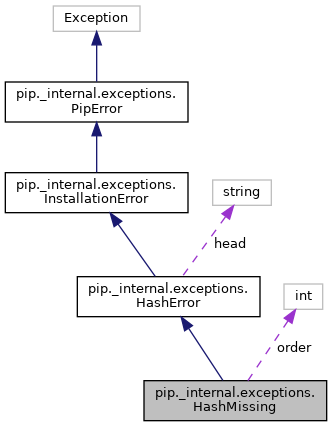 Exception
pip._internal.exceptions.
PipError
pip._internal.exceptions.
InstallationError
string
head
pip._internal.exceptions.
HashError
int
order
pip._internal.exceptions.
HashMissing